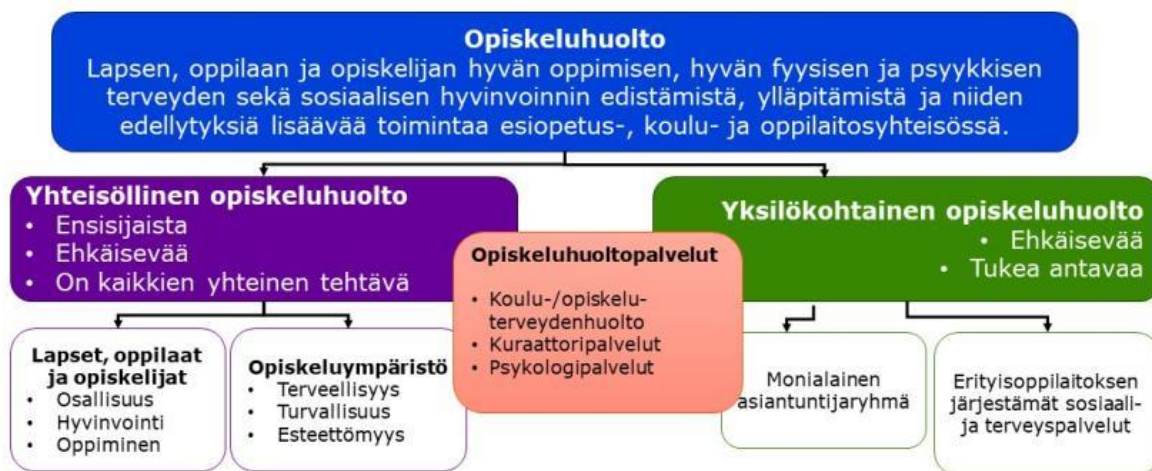 Opiskeluhuolto
Lapsen, oppilaan ja opiskelijan hyvän oppimisen, hyvän fyysisen ja psyykkisen
terveyden sekä sosiaalisen hyvinvoinnin edistämistä, ylläpitämistä ja niiden
edellytyksiä lisäävää toimintaa esiopetus-, koulu- ja oppilaitosyhteisössä.
Yhteisöllinen opiskeluhuolto
• Ensisijaista
• Ehkäisevää
• On kaikkien yhteinen tehtävä
Yksilökohtainen opiskeluhuolto
• Ehkäisevää
• Tukea antavaa
Opiskeluhuoltopalvelut
• Koulu-/opiskelu-
terveydenhuolto
• Kuraattoripalvelut
• Psykologipalvelut
Lapset, oppilaat
ja opiskelijat
• Osallisuus
• Hyvinvointi
• Oppiminen
Opiskeluympäristö
• Terveellisyys
• Turvallisuus
• Esteettömyys
Monialainen
asiantuntijaryhmä
Erityisoppilaitoksen
järjestämät sosiaali-
ja terveyspalvelut